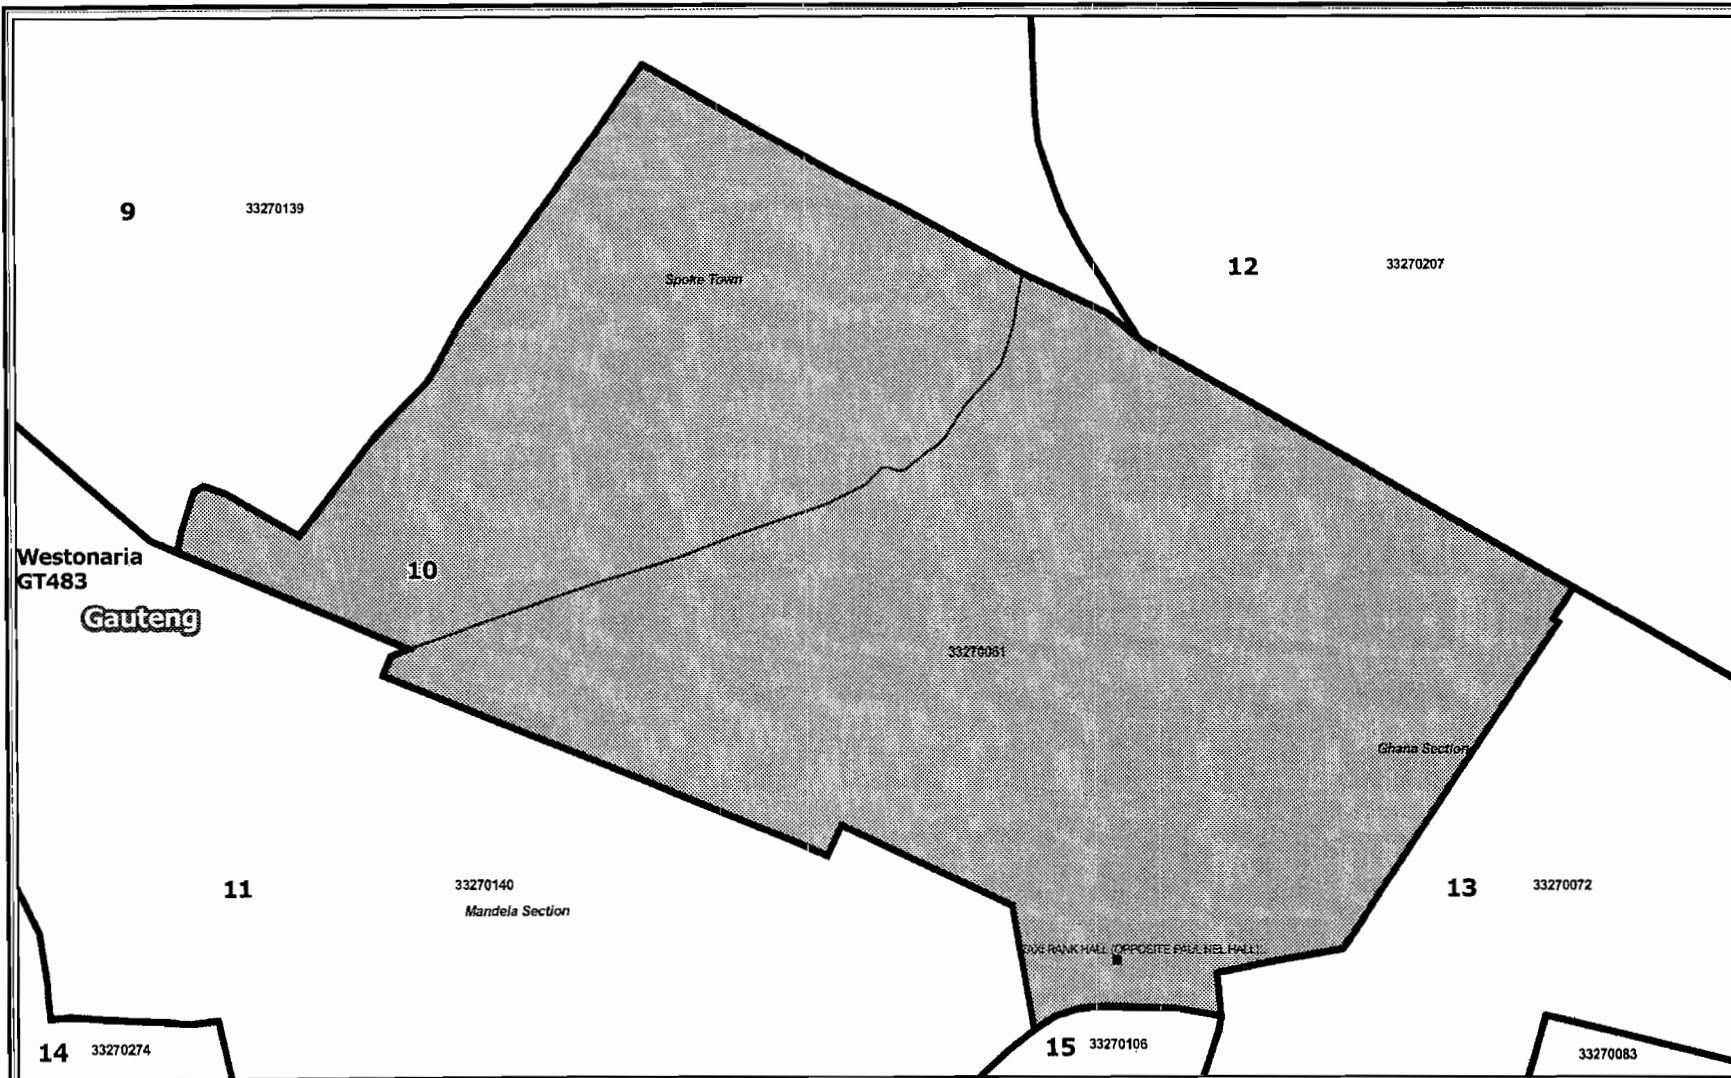 9
33270139
12
33270207
Spoke Town
Westonaria
GT483
Gauteng
10
33270061
Ghana Section
11
33270140
Mandela Section
13
33270072
TAXI RANK HALL (OPPOSITE PAUL NEL HALL)
14
33270274
15
33270106
33270083